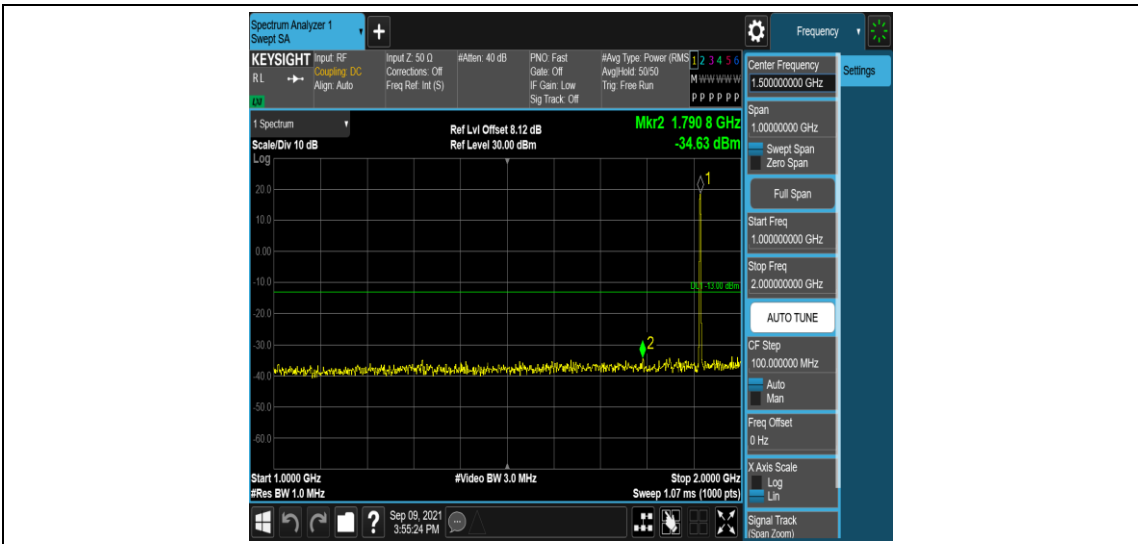 Spectrum Analyzer 1
Swept SA
Frequency
KEYSIGHT
RL
LXI
Input: RF
Coupling: DC
Align: Auto
Input Z: 50 Ω
Corrections: Off
Freq Ref: Int (S)
#Atten: 40 dB
PNO: Fast
Gate: Off
IF Gain: Low
Sig Track: Off
#Avg Type: Power (RMS
Avg|Hold: 50/50
Trig: Free Run
1 2 3 4 5 6
M W W W W W
P P P P P P
1 Spectrum
Scale/Div 10 dB
Log
Ref Lvl Offset 8.12 dB
Ref Level 30.00 dBm
Mkr2 1.790 8 GHz
-34.63 dBm
20.0
10.0
0.00
-10.0
-20.0
-30.0
-40.0
-50.0
-60.0
1
DL1 -13.00 dBm
2
Start 1.0000 GHz
#Res BW 1.0 MHz
#Video BW 3.0 MHz
Stop 2.0000 GHz
Sweep 1.07 ms (1000 pts)
Sep 09, 2021
3:55:24 PM
Center Frequency
1.500000000 GHz
Settings
Span
1.00000000 GHz
Swept Span
Zero Span
Full Span
Start Freq
1.000000000 GHz
Stop Freq
2.000000000 GHz
AUTO TUNE
CF Step
100.000000 MHz
Auto
Man
Freq Offset
0 Hz
X Axis Scale
Log
Lin
Signal Track
(Span Zoom)